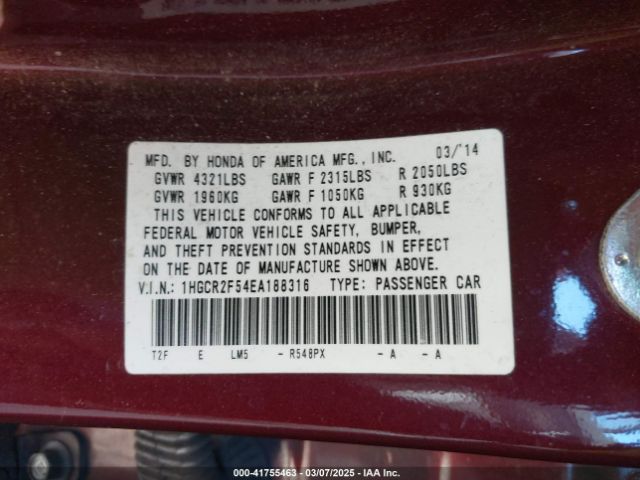 MFD. BY HONDA OF AMERICA MFG., INC. 03/'14
GVWR 4321LBS GAWR F 2315LBS R 2050LBS
GVWR 1960KG GAWR F 1050KG R 930KG
THIS VEHICLE CONFORMS TO ALL APPLICABLE
FEDERAL MOTOR VEHICLE SAFETY, BUMPER,
AND THEFT PREVENTION STANDARDS IN EFFECT
ON THE DATE OF MANUFACTURE SHOWN ABOVE.
V.I.N.: 1HGCR2F54EA188316 TYPE: PASSENGER CAR
T2F E LM5 - R548PX - A - A
000-41755463 - 03/07/2025 - IAA Inc.